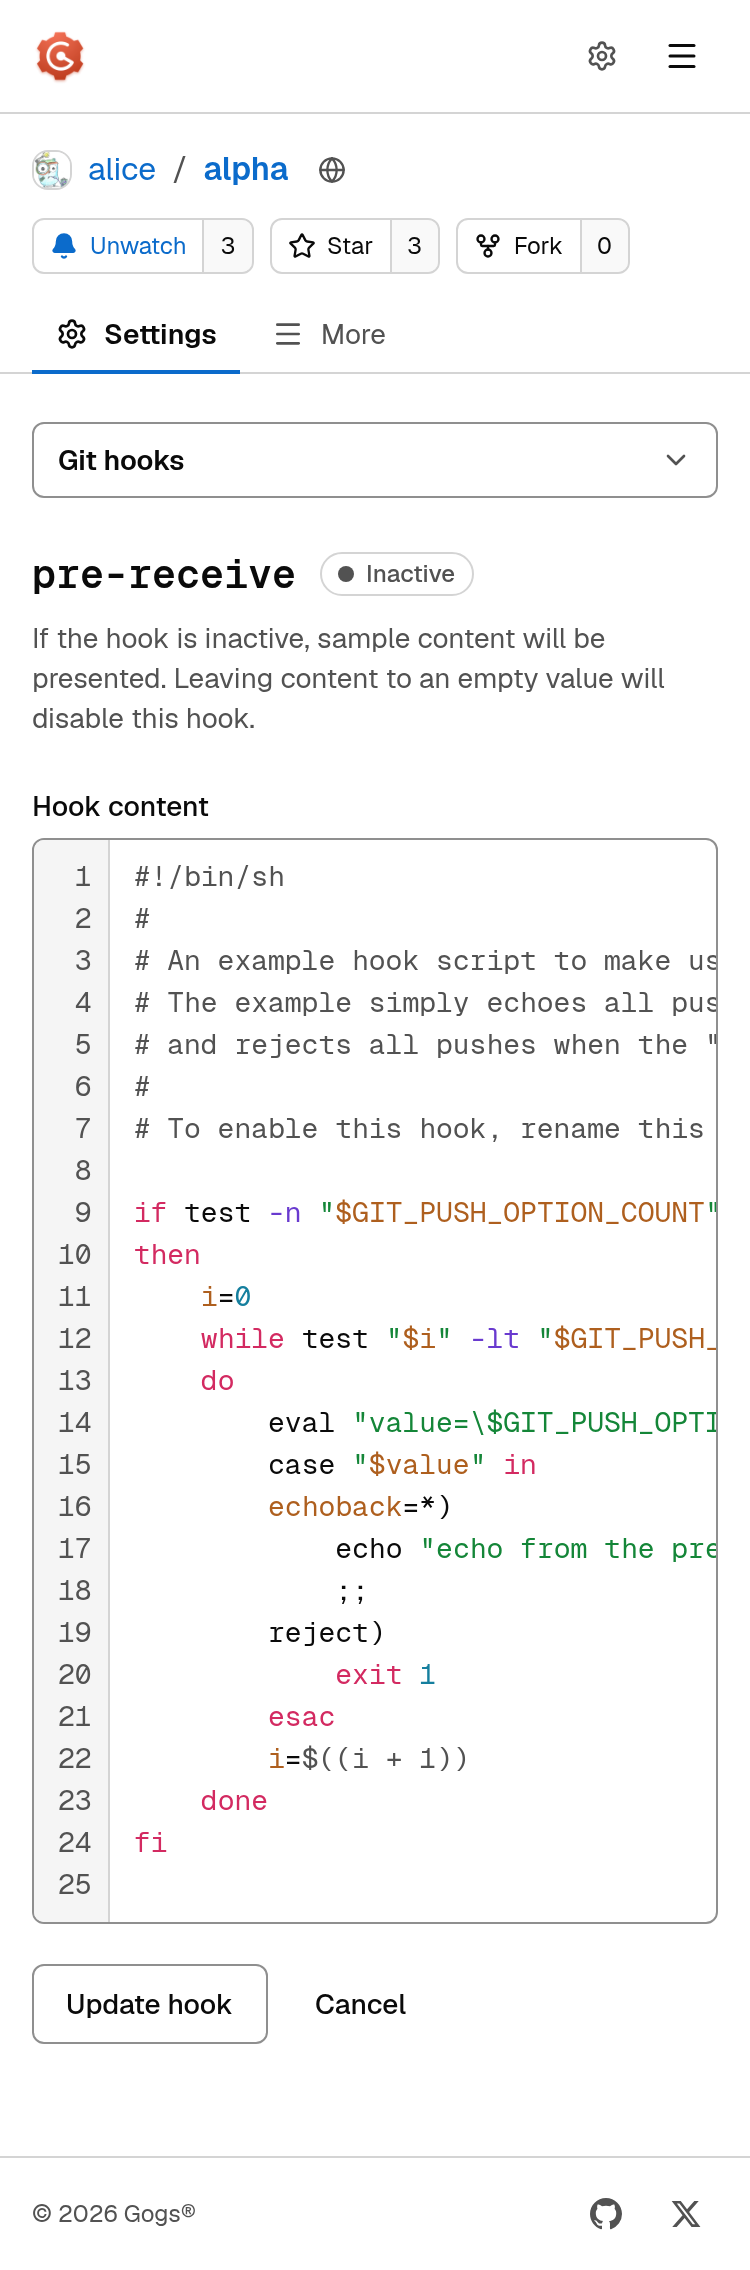 alice / alpha
Unwatch 3 Star 3 Fork 0
Settings More
Git hooks
pre-receive Inactive
If the hook is inactive, sample content will be
presented. Leaving content to an empty value will
disable this hook.
Hook content
1 #!/bin/sh
2 #
3 # An example hook script to make us
4 # The example simply echoes all pus
5 # and rejects all pushes when the "
6 #
7 # To enable this hook, rename this
8
9 if test -n "$GIT_PUSH_OPTION_COUNT"
10 then
11 i=0
12 while test "$i" -lt "$GIT_PUSH_
13 do
14 eval "value=\$GIT_PUSH_OPTI
15 case "$value" in
16 echoback=*)
17 echo "echo from the pre
18 ;;
19 reject)
20 exit 1
21 esac
22 i=$((i + 1))
23 done
24 fi
25
Update hook Cancel
© 2026 Gogs®